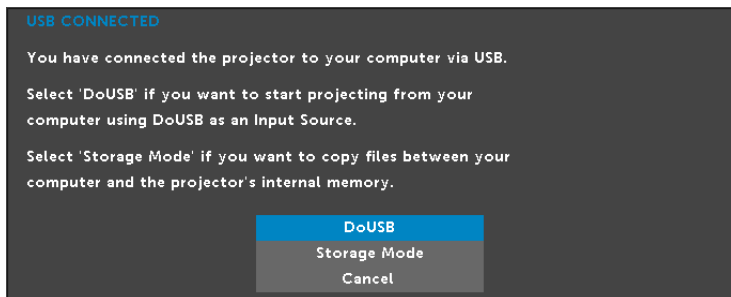 USB CONNECTED
You have connected the projector to your computer via USB.
Select 'DoUSB' if you want to start projecting from your
computer using DoUSB as an Input Source.
Select 'Storage Mode' if you want to copy files between your
computer and the projector's internal memory.
DoUSB
Storage Mode
Cancel